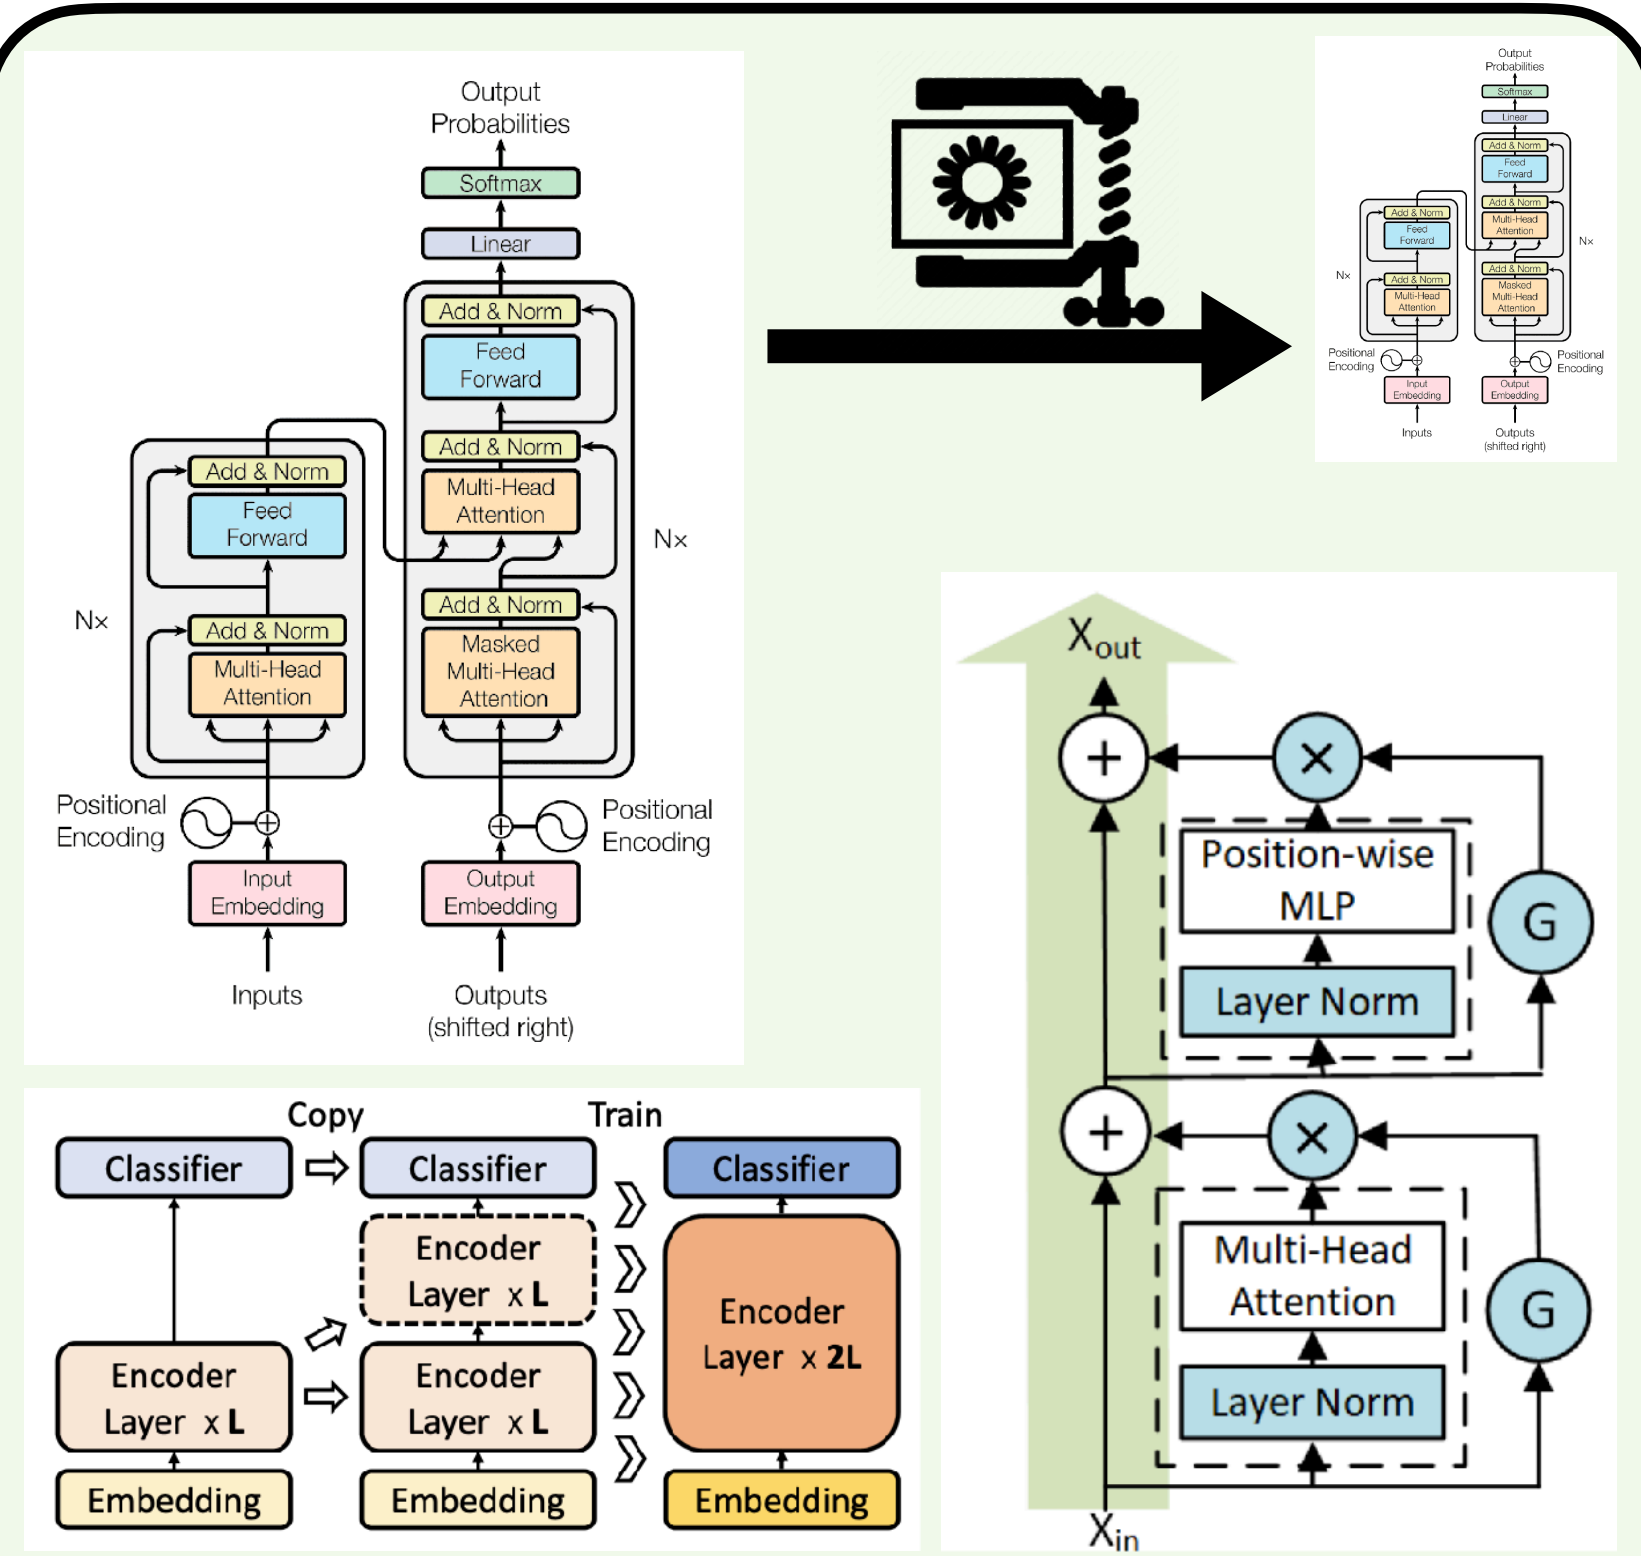 Output
Probabilities
Softmax
Linear
Add & Norm
Feed
Forward
Add & Norm
Multi-Head
Attention
Add & Norm
Masked
Multi-Head
Attention
Nx
Add & Norm
Feed
Forward
Add & Norm
Multi-Head
Attention
Nx
Positional
Encoding
Positional
Encoding
Input
Embedding
Output
Embedding
Inputs
Outputs
(shifted right)
Output
Probabilities
Softmax
Linear
Add & Norm
Feed
Forward
Add & Norm
Multi-Head
Attention
Add & Norm
Masked
Multi-Head
Attention
Nx
Add & Norm
Feed
Forward
Add & Norm
Multi-Head
Attention
Nx
Positional
Encoding
Positional
Encoding
Input
Embedding
Output
Embedding
Inputs
Outputs
(shifted right)
Copy
Train
Classifier
Classifier
Classifier
Encoder
Layer x L
Encoder
Layer x L
Encoder
Layer x L
Encoder
Layer x 2L
Embedding
Embedding
Embedding
Xout
+
×
Position-wise
MLP
G
Layer Norm
+
×
Multi-Head
Attention
G
Layer Norm
Xin